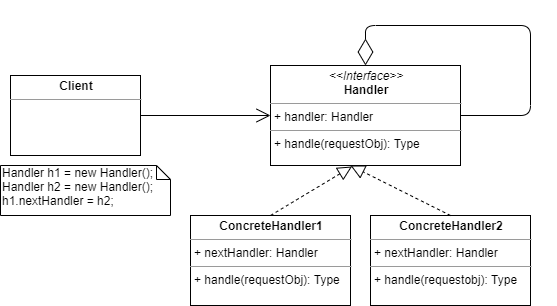 <<Interface>>
Handler
+ handler: Handler
+ handle(requestObj): Type
Client
Handler h1 = new Handler();
Handler h2 = new Handler();
h1.nextHandler = h2;
ConcreteHandler1
+ nextHandler: Handler
+ handle(requestObj): Type
ConcreteHandler2
+ nextHandler: Handler
+ handle(requestobj): Type